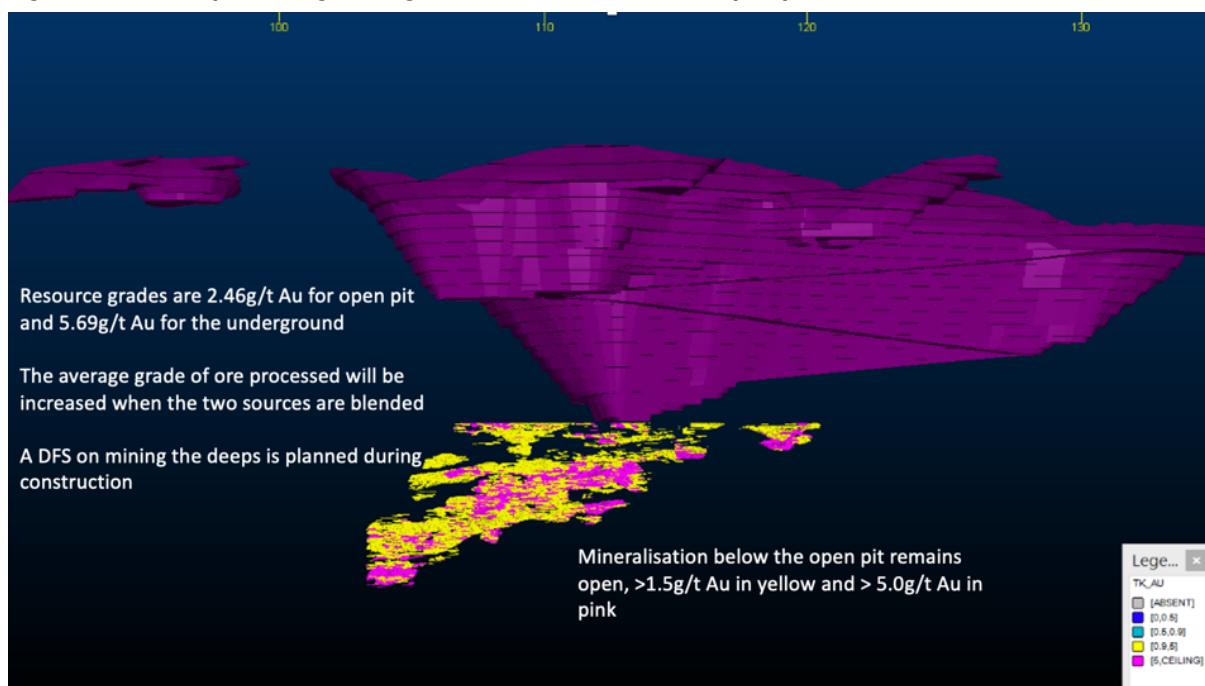 100 110 120 130
Resource grades are 2.46g/t Au for open pit
and 5.69g/t Au for the underground
The average grade of ore processed will be
increased when the two sources are blended
A DFS on mining the deeps is planned during
construction
Mineralisation below the open pit remains
open, >1.5g/t Au in yellow and > 5.0g/t Au in
pink
Lege... ×
TK_AU
[ABSENT]
[0,0.5]
[0.5,0.9]
[0.9,5]
[5,CEILING]